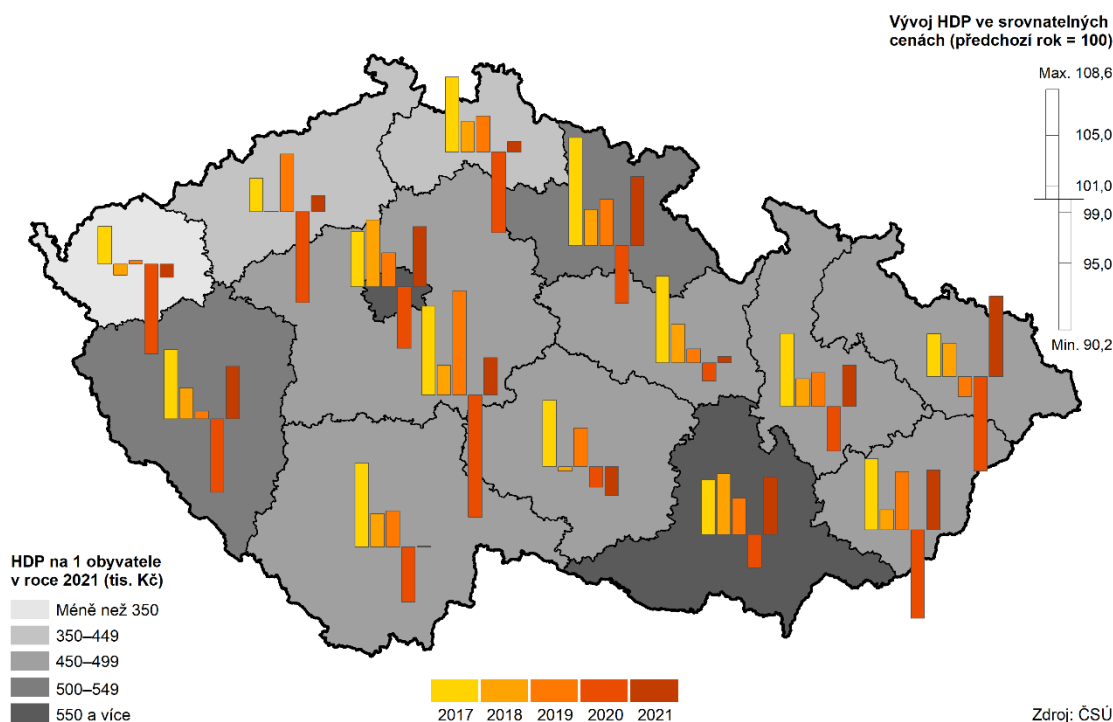 Vývoj HDP ve srovnatelných
cenách (předchozí rok = 100)
Max. 108,6
105,0
101,0
99,0
95,0
Min. 90,2
HDP na 1 obyvatele
v roce 2021 (tis. Kč)
Méně než 350
350–449
450–499
500–549
550 a více
2017 2018 2019 2020 2021
Zdroj: ČSÚ